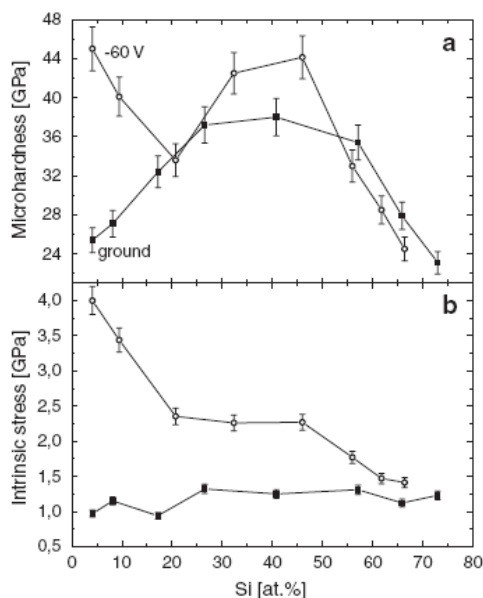 48
44
40
36
32
28
24
Microhardness [GPa]
-60 V
a
ground
4,0
3,5
3,0
2,5
2,0
1,5
1,0
0,5
Intrinsic stress [GPa]
b
0 10 20 30 40 50 60 70 80
Si [at.%]